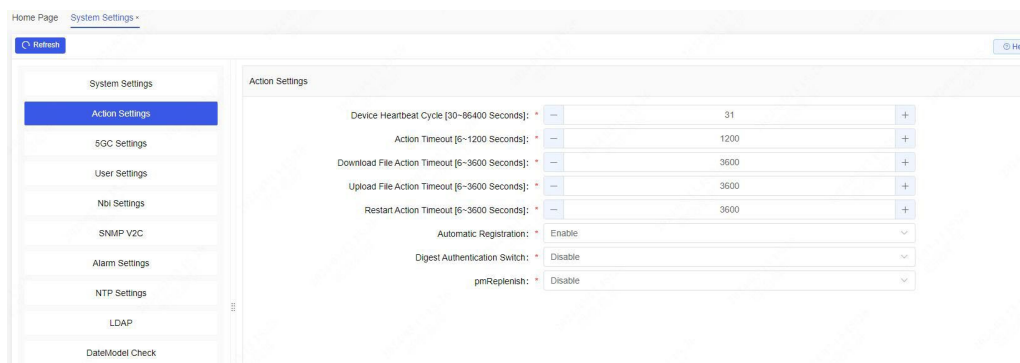 Home Page System Settings
Refresh
System Settings
Action Settings
5GC Settings
User Settings
Nbi Settings
SNMP V2C
Alarm Settings
NTP Settings
LDAP
DateModel Check
Action Settings
Device Heartbeat Cycle [30~86400 Seconds]: * − 31 +
Action Timeout [6~1200 Seconds]: * − 1200 +
Download File Action Timeout [6~3600 Seconds]: * − 3600 +
Upload File Action Timeout [6~3600 Seconds]: * − 3600 +
Restart Action Timeout [6~3600 Seconds]: * − 3600 +
Automatic Registration: * Enable
Digest Authentication Switch: * Disable
pmReplenish: * Disable